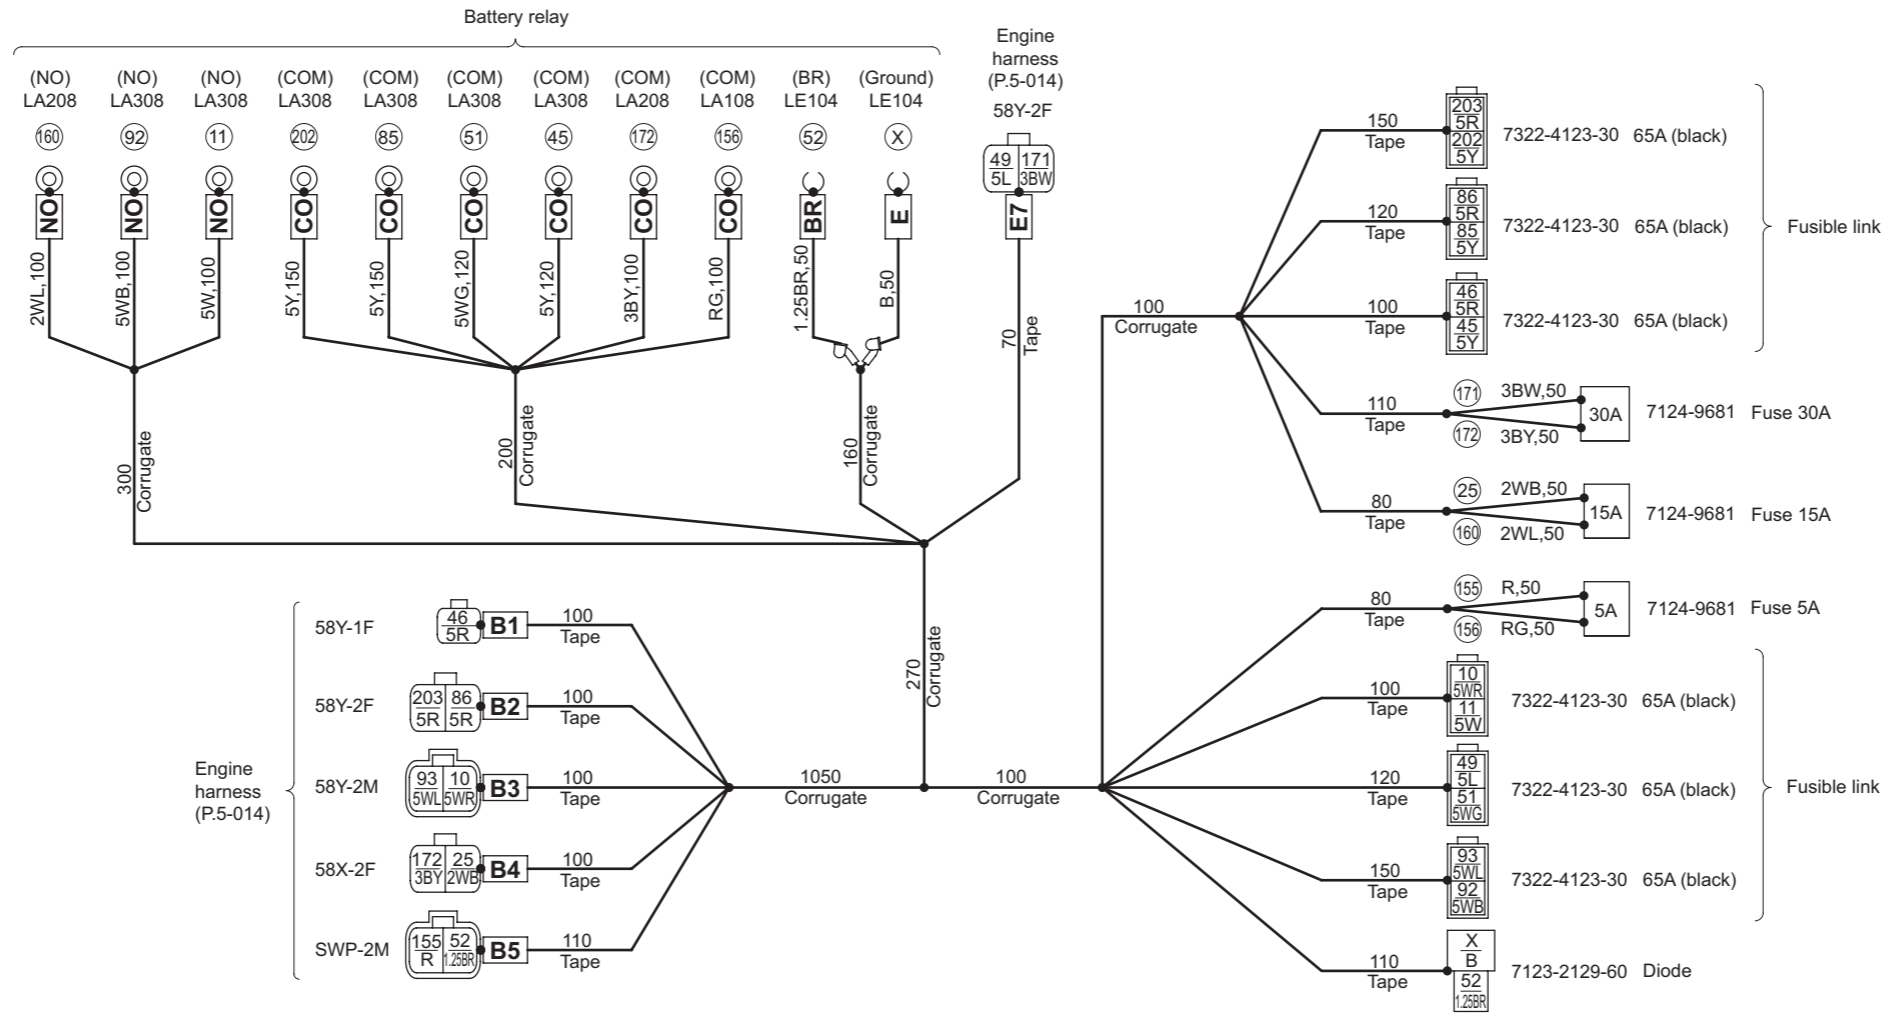 Battery relay
(NO) (NO) (NO) (COM) (COM) (COM) (COM) (COM) (COM) (BR) (Ground)
LA208 LA308 LA308 LA308 LA308 LA308 LA308 LA208 LA108 LE104 LE104
160 92 11 202 85 51 45 172 156 52 X
NO NO NO CO CO CO CO CO CO BR E
2WL,100 5WB,100 5W,100 5Y,150 5Y,150 5WG,120 5Y,120 3BY,100 RG,100 1.25BR,50 B,50
300
Corrugate
200
Corrugate
160
Corrugate
Engine
harness
(P.5-014)
58Y-2F
49 171
5L 3BW
E7
70
Tape
270
Corrugate
Engine
harness
(P.5-014)
58Y-1F
46
5R
B1
100
Tape
58Y-2F
203 86
5R 5R
B2
100
Tape
58Y-2M
93 10
5WL 5WR
B3
100
Tape
58X-2F
172 25
3BY 2WB
B4
100
Tape
SWP-2M
155 52
R 1.25BR
B5
110
Tape
1050
Corrugate
100
Corrugate
100
Corrugate
150
Tape
203
5R
202
5Y
7322-4123-30 65A (black)
120
Tape
86
5R
85
5Y
7322-4123-30 65A (black)
Fusible link
100
Tape
46
5R
45
5Y
7322-4123-30 65A (black)
110
Tape
171 3BW,50
172 3BY,50
30A
7124-9681 Fuse 30A
80
Tape
25 2WB,50
160 2WL,50
15A
7124-9681 Fuse 15A
80
Tape
155 R,50
156 RG,50
5A
7124-9681 Fuse 5A
100
Tape
10
5WR
11
5W
7322-4123-30 65A (black)
120
Tape
49
5L
51
5WG
7322-4123-30 65A (black)
Fusible link
150
Tape
93
5WL
92
5WB
7322-4123-30 65A (black)
110
Tape
X
B
52
1.25BR
7123-2129-60 Diode